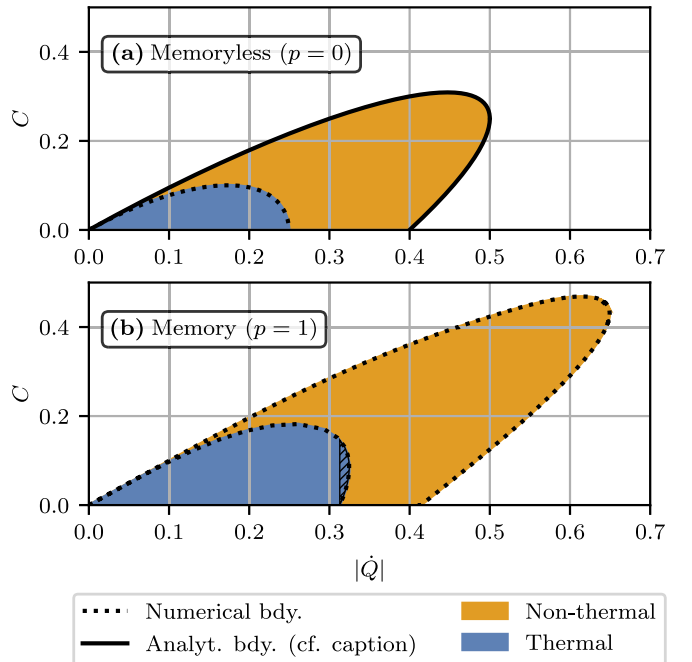 0.4
(a) Memoryless (p = 0)
C
0.2
0.0
0.0 0.1 0.2 0.3 0.4 0.5 0.6 0.7
(b) Memory (p = 1)
0.4
C
0.2
0.0
0.0 0.1 0.2 0.3 0.4 0.5 0.6 0.7
|Q̇|
Numerical bdy.
Analyt. bdy. (cf. caption)
Non-thermal
Thermal